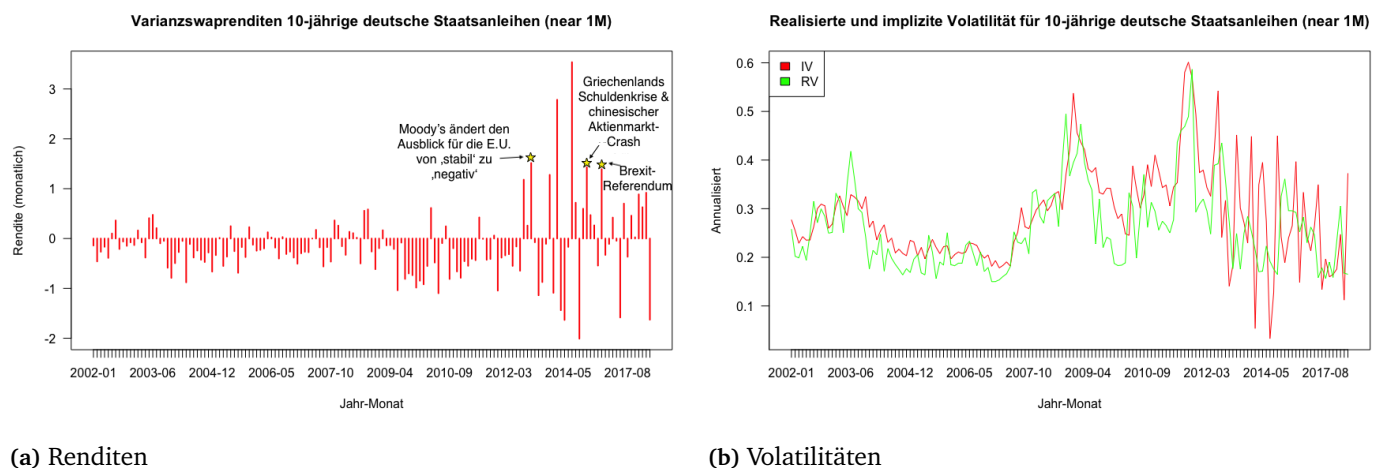 Varianzswaprenditen 10-jährige deutsche Staatsanleihen (near 1M)
Rendite (monatlich)
3
2
1
0
-1
-2
Moody's ändert den
Ausblick für die E.U.
von ‚stabil‘ zu
‚negativ‘
Griechenlands
Schuldenkrise &
chinesischer
Aktienmarkt-
Crash
Brexit-
Referendum
2002-01 2003-06 2004-12 2006-05 2007-10 2009-04 2010-09 2012-03 2014-05 2017-08
Jahr-Monat
(a) Renditen
Realisierte und implizite Volatilität für 10-jährige deutsche Staatsanleihen (near 1M)
Annualisiert
0.6
0.5
0.4
0.3
0.2
0.1
IV
RV
2002-01 2003-06 2004-12 2006-05 2007-10 2009-04 2010-09 2012-03 2014-05 2017-08
Jahr-Monat
(b) Volatilitäten